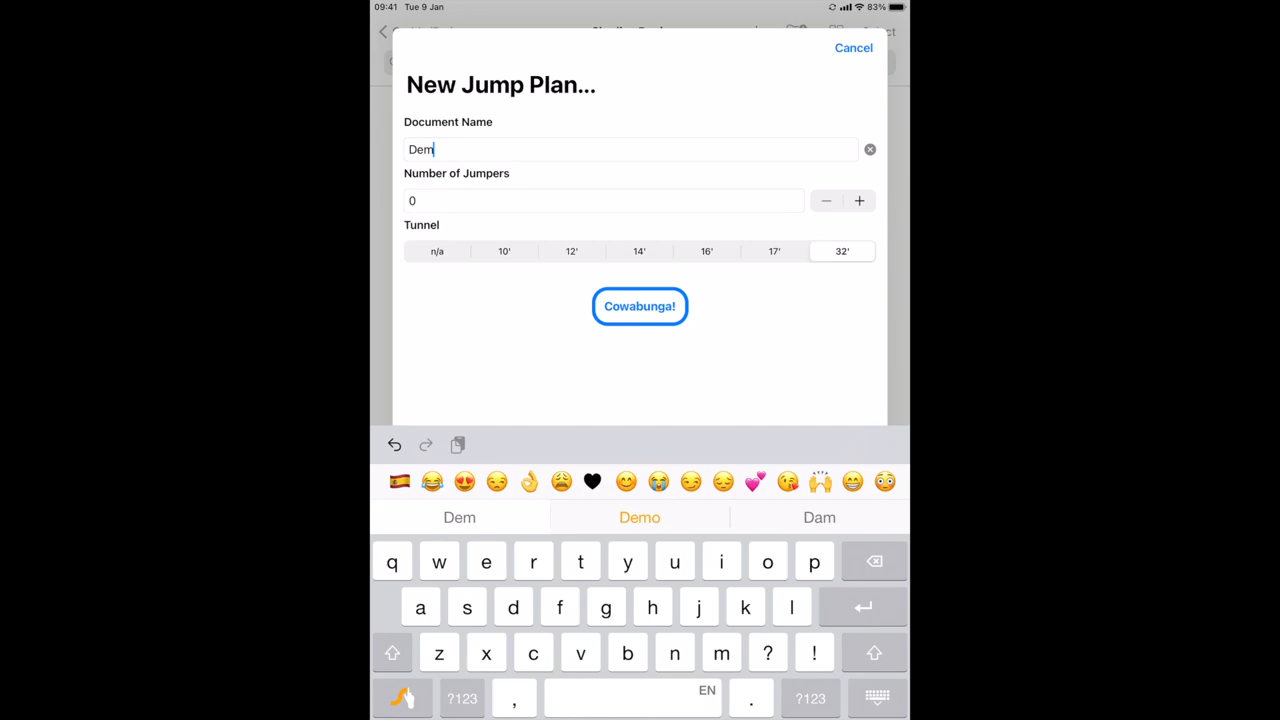 09:41 Tue 9 Jan 83%
Cancel
New Jump Plan...
Document Name
Dem
Number of Jumpers
0 − +
Tunnel
n/a 10' 12' 14' 16' 17' 32'
Cowabunga!
Dem Demo Dam
q w e r t y u i o p
a s d f g h j k l
z x c v b n m ? !
?123 , EN . ?123